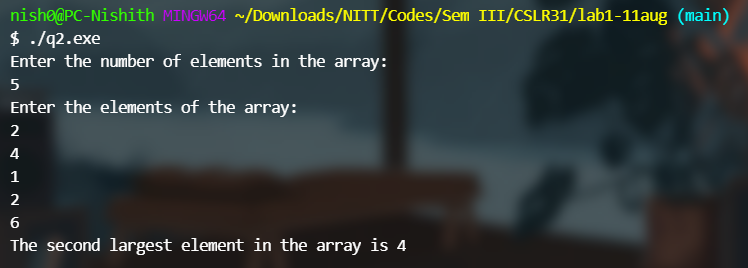 nish0@PC-Nishith MINGW64 ~/Downloads/NITT/Codes/Sem III/CSLR31/lab1-11aug (main)
$ ./q2.exe
Enter the number of elements in the array:
5
Enter the elements of the array:
2
4
1
2
6
The second largest element in the array is 4